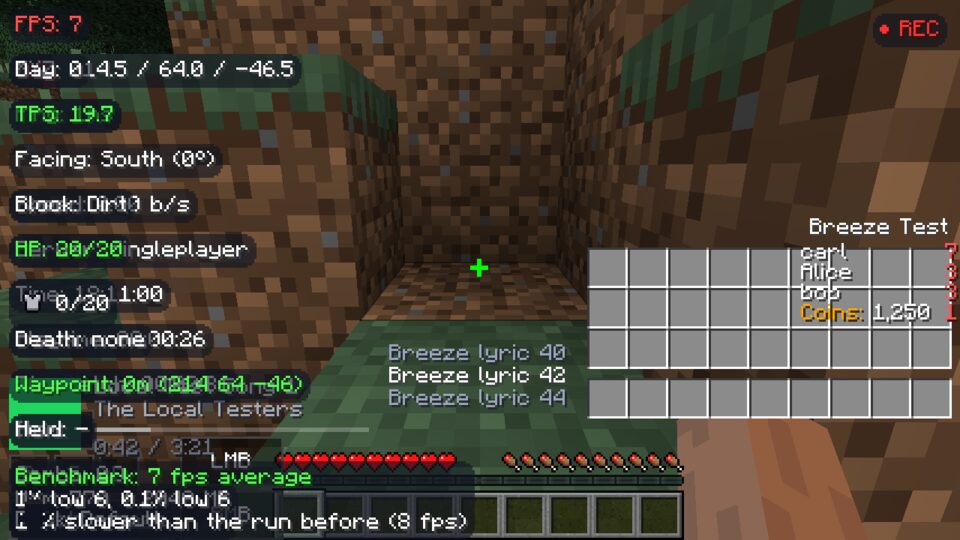 FPS: 7
REC
Day: 014.5 / 64.0 / -46.5
TPS: 19.7
Facing: South (0°)
Block: Dirt0 b/s
HP: 20/20 ingleplayer
0/20 11:00
Death: none 00:26
Waypoint: 0m (214 64 -46)
The Local Testers
Held: -
0:42 / 3:21
LMB
Benchmark: 7 fps average
1% low 6, 0.1% low 6
% slower than the run before (8 fps)
Breeze lyric 40
Breeze lyric 42
Breeze lyric 44
Breeze Test
carl 7
Alice 3
bob 3
Coins: 1,250 1